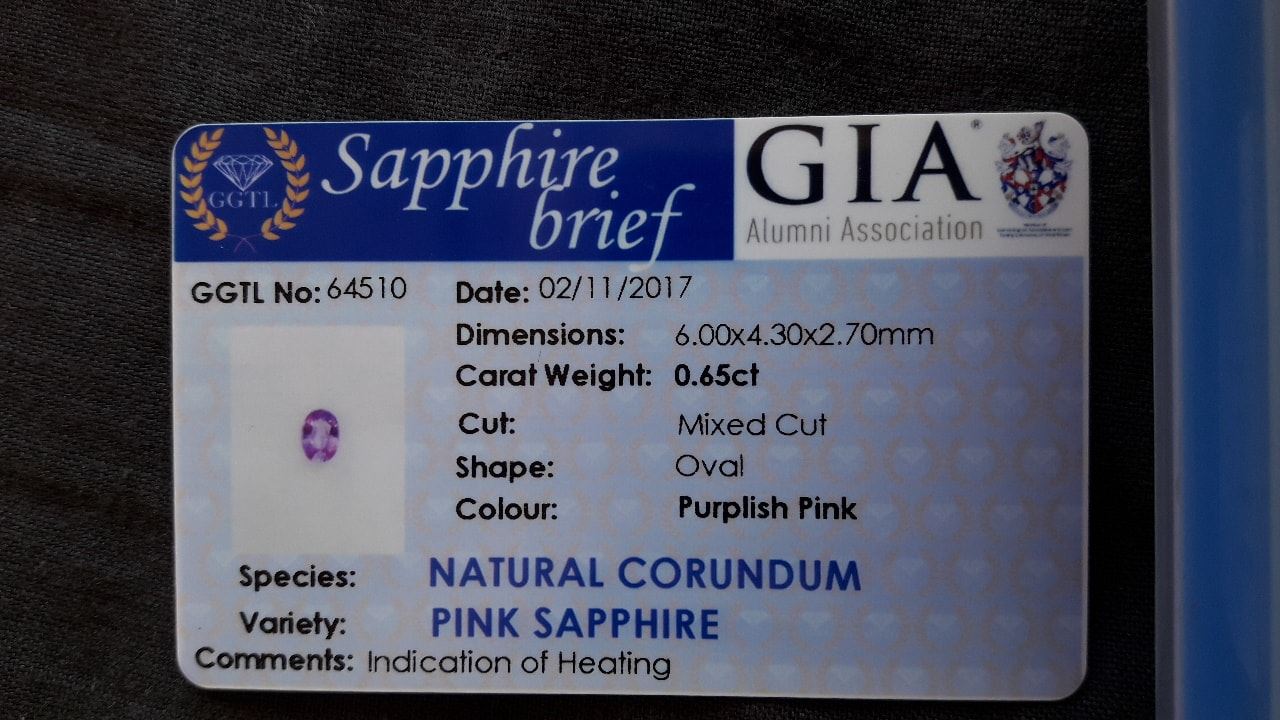 GGTL
Sapphire
brief
GIA®
Alumni Association
GGTL No: 64510
Date: 02/11/2017
Dimensions: 6.00x4.30x2.70mm
Carat Weight: 0.65ct
Cut: Mixed Cut
Shape: Oval
Colour: Purplish Pink
Species: NATURAL CORUNDUM
Variety: PINK SAPPHIRE
Comments: Indication of Heating